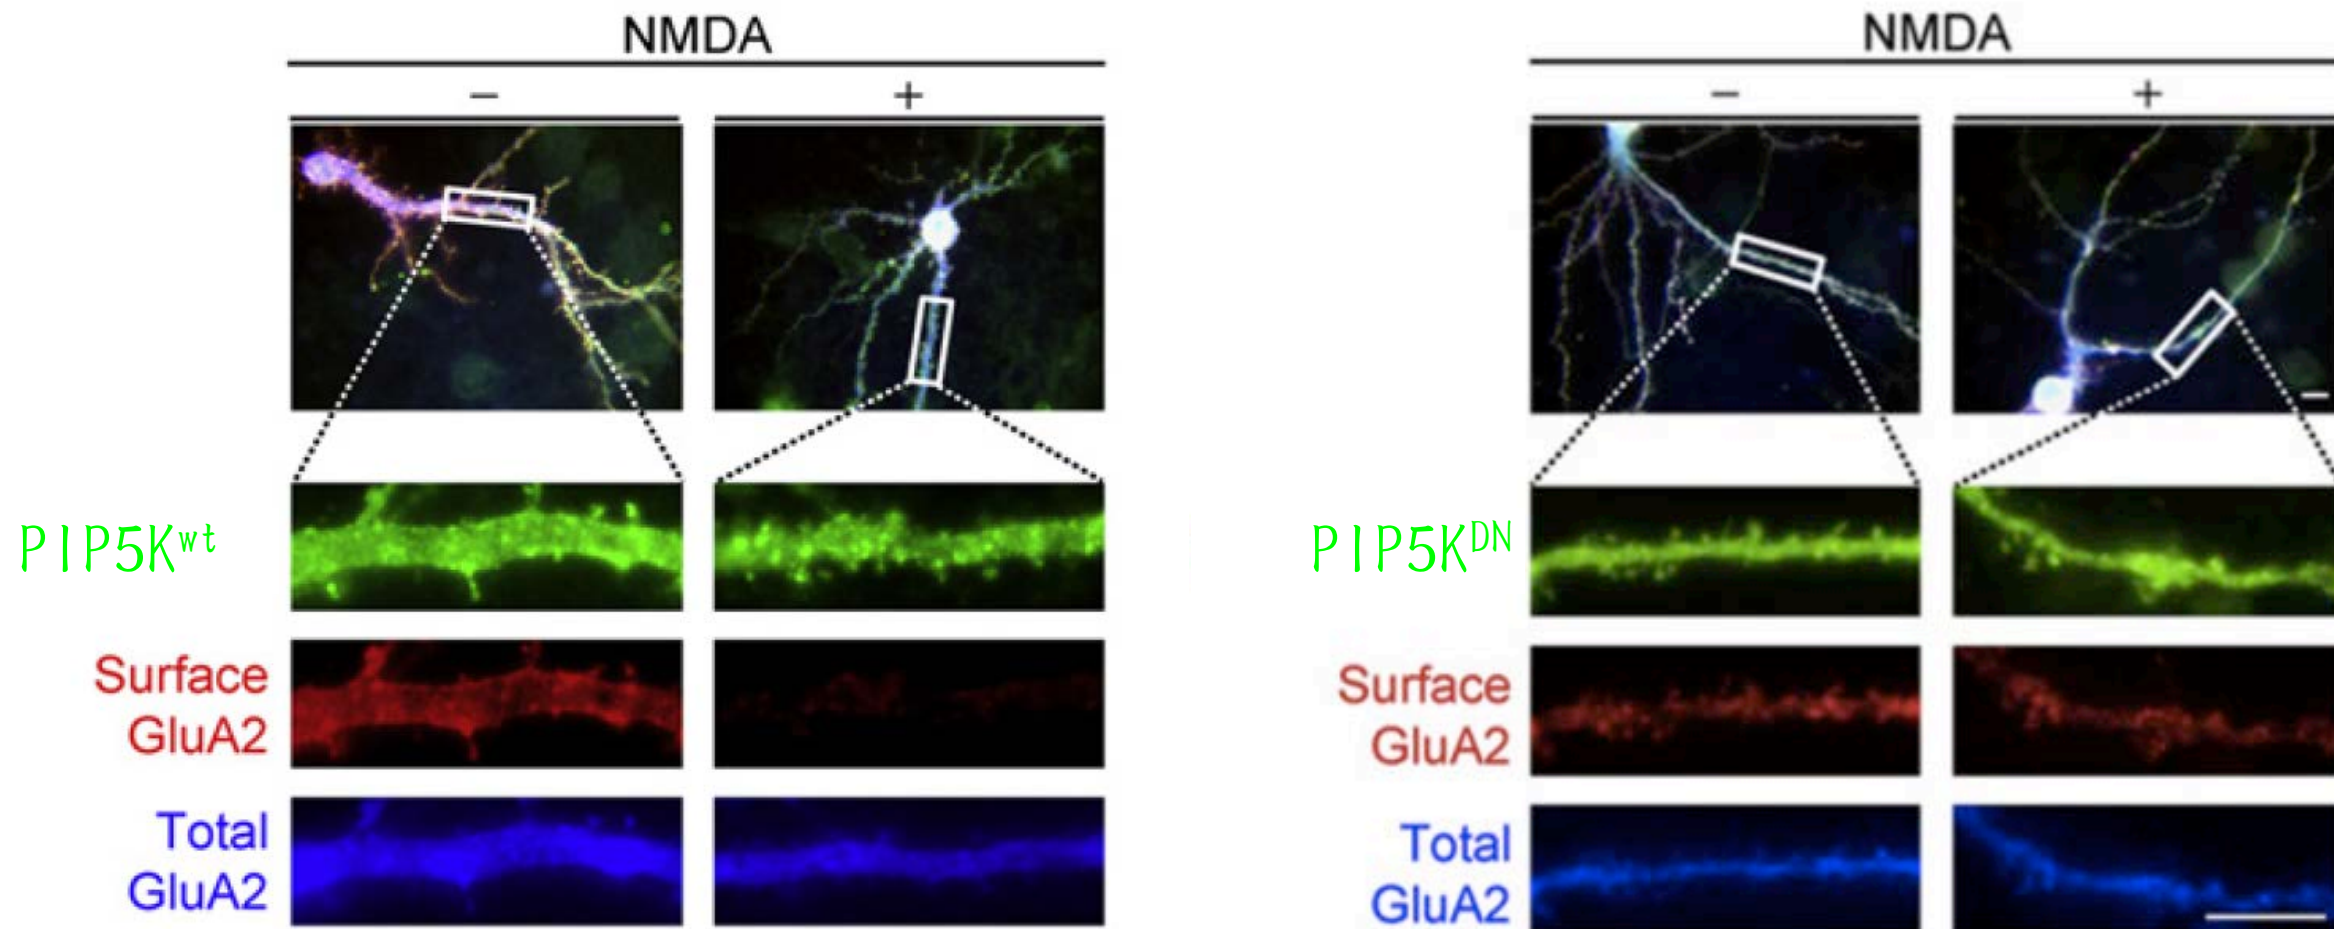 NMDA
− +
PIP5Kwt
Surface
GluA2
Total
GluA2
NMDA
− +
PIP5KDN
Surface
GluA2
Total
GluA2